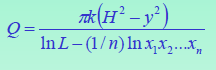 Q = πk(H² − y²) / (ln L − (1/n) ln x₁x₂...xₙ)